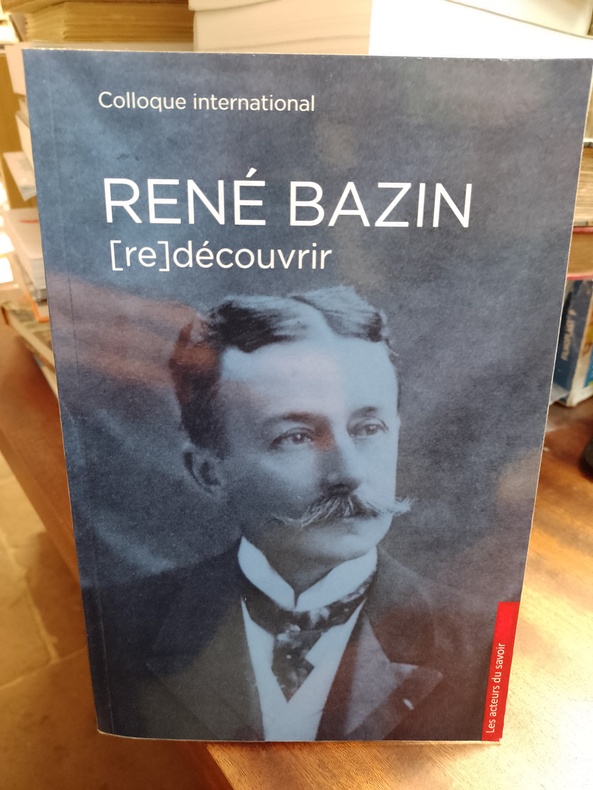 Colloque international
RENÉ BAZIN
[re]découvrir
Les acteurs du savoir